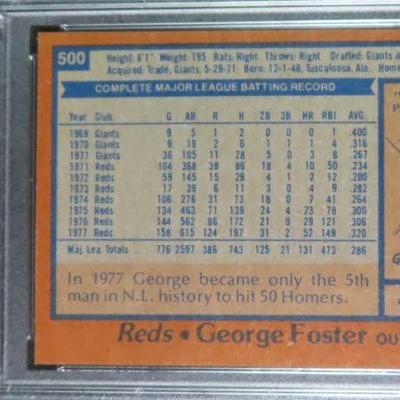 500
Height: 6'1" Weight: 195 Bats: Right Throws: Right Drafted: Giants
Acquired: Trade, Giants, 5-29-71 Born: 12-1-48, Tuscaloosa, Ala. Home
COMPLETE MAJOR LEAGUE BATTING RECORD
Year Club G AB R H 2B 3B HR RBI AVG.
1969 Giants 9 5 1 2 0 0 0 1 .400
1970 Giants 9 19 2 6 1 1 1 4 .316
1971 Giants 36 105 11 28 5 0 3 8 .267
1971 Reds 104 368 39 86 18 4 10 50 .234
1972 Reds 59 145 15 29 4 1 2 12 .200
1973 Reds 17 39 6 11 3 0 4 9 .282
1974 Reds 106 276 31 73 18 0 7 41 .264
1975 Reds 134 463 71 139 24 4 23 78 .300
1976 Reds 144 562 86 172 21 9 29 121 .306
1977 Reds 158 615 124 197 31 2 52 149 .320
Maj. Lea. Totals 776 2597 386 743 125 21 131 473 .286
In 1977 George became only the 5th
man in N.L. history to hit 50 Homers.
Reds • George Foster OU